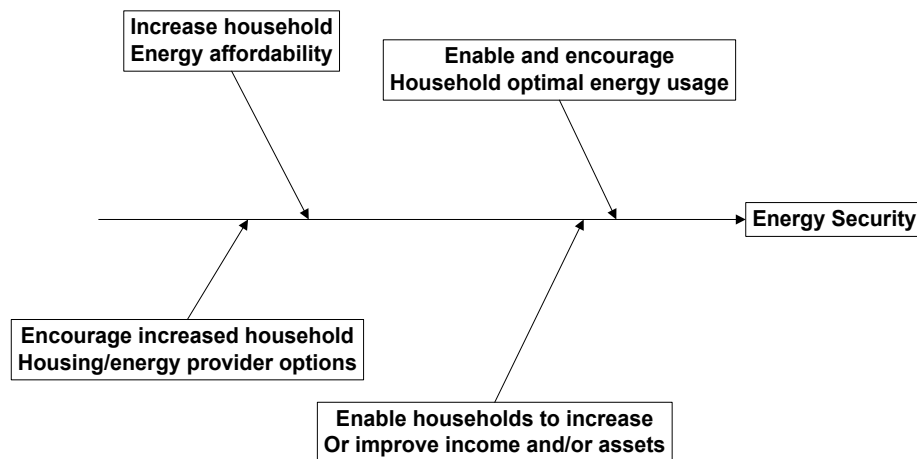 Increase household
Energy affordability
Enable and encourage
Household optimal energy usage
Energy Security
Encourage increased household
Housing/energy provider options
Enable households to increase
Or improve income and/or assets